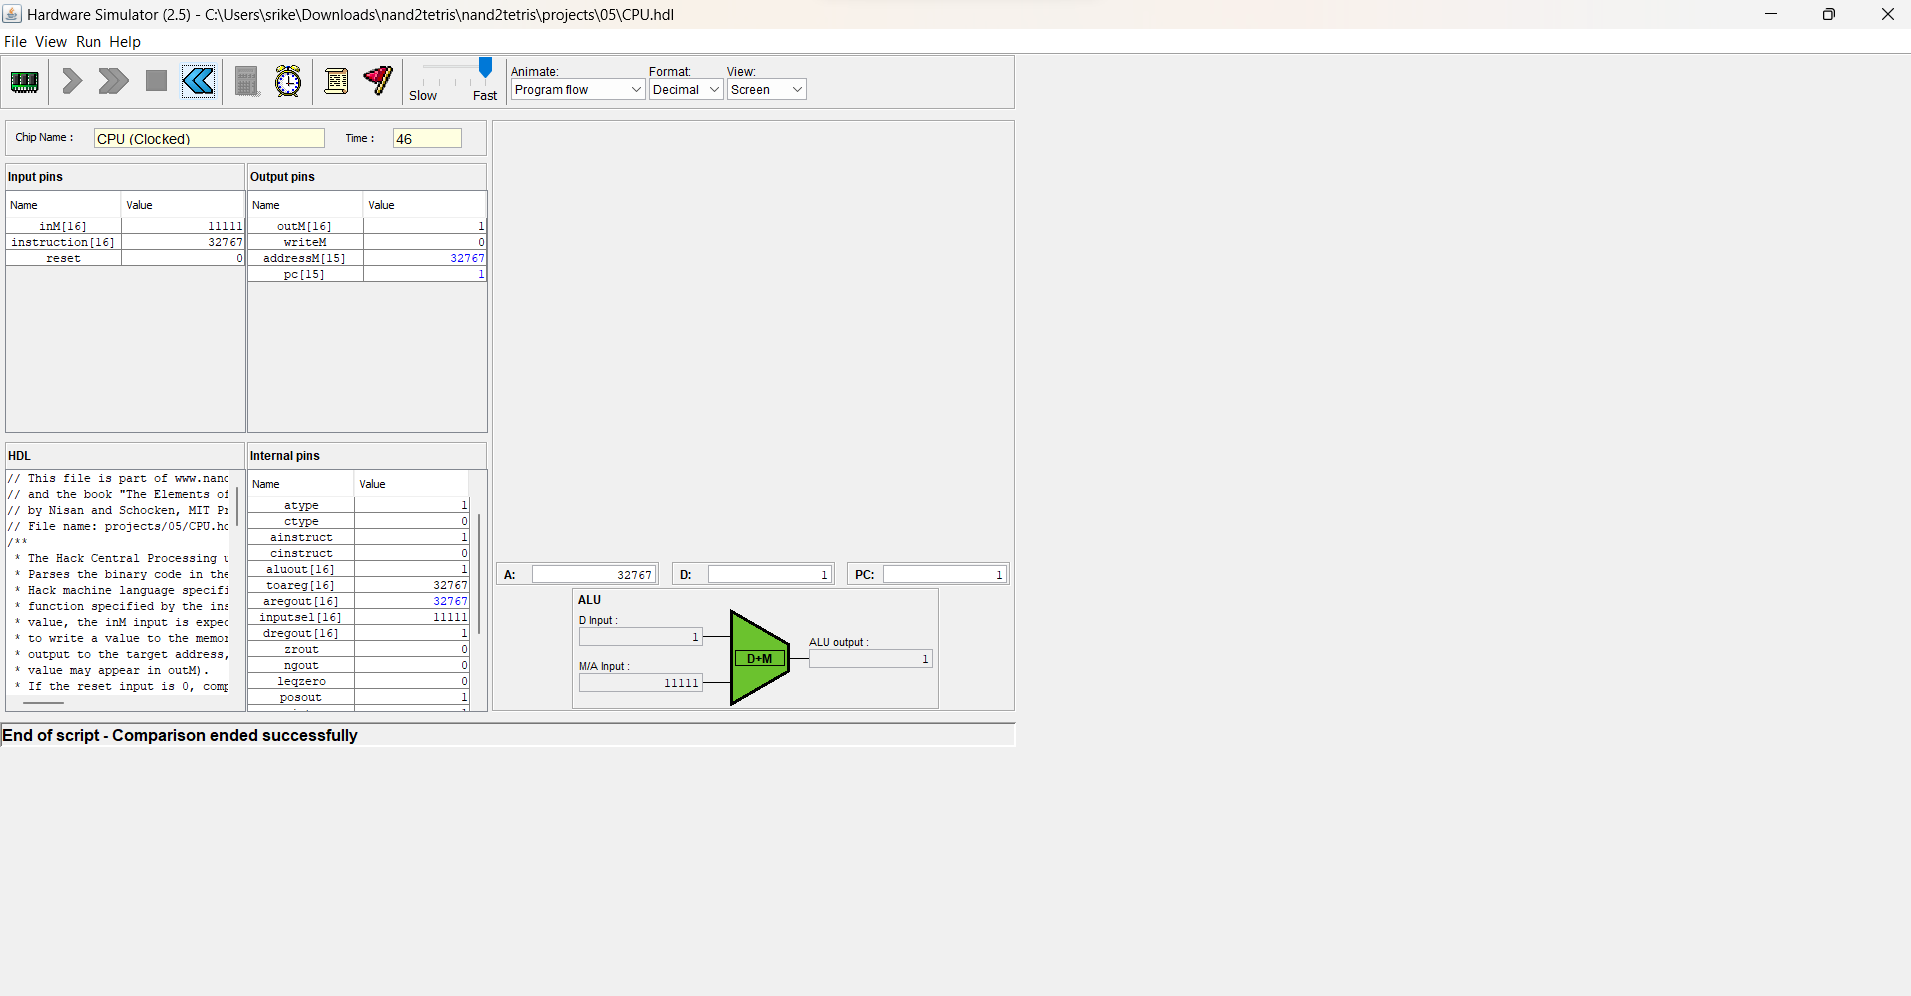 Hardware Simulator (2.5) - C:\Users\srike\Downloads\nand2tetris\nand2tetris\projects\05\CPU.hdl
File View Run Help
Slow Fast
Animate: Format: View:
Program flow Decimal Screen
Chip Name : CPU (Clocked) Time : 46
Input pins
Name Value
inM[16] 11111
instruction[16] 32767
reset 0
Output pins
Name Value
outM[16] 1
writeM 0
addressM[15] 32767
pc[15] 1
HDL
// This file is part of www.nand
// and the book "The Elements of
// by Nisan and Schocken, MIT Pr
// File name: projects/05/CPU.hd
/**
* The Hack Central Processing u
* Parses the binary code in the
* Hack machine language specifi
* function specified by the ins
* value, the inM input is expec
* to write a value to the memor
* output to the target address,
* value may appear in outM).
* If the reset input is 0, comp
Internal pins
Name Value
atype 1
ctype 0
ainstruct 1
cinstruct 0
aluout[16] 1
toareg[16] 32767
aregout[16] 32767
inputsel[16] 11111
dregout[16] 1
zrout 0
ngout 0
leqzero 0
posout 1
A: 32767 D: 1 PC: 1
ALU
D Input :
1
M/A Input :
11111
D+M
ALU output :
1
End of script - Comparison ended successfully